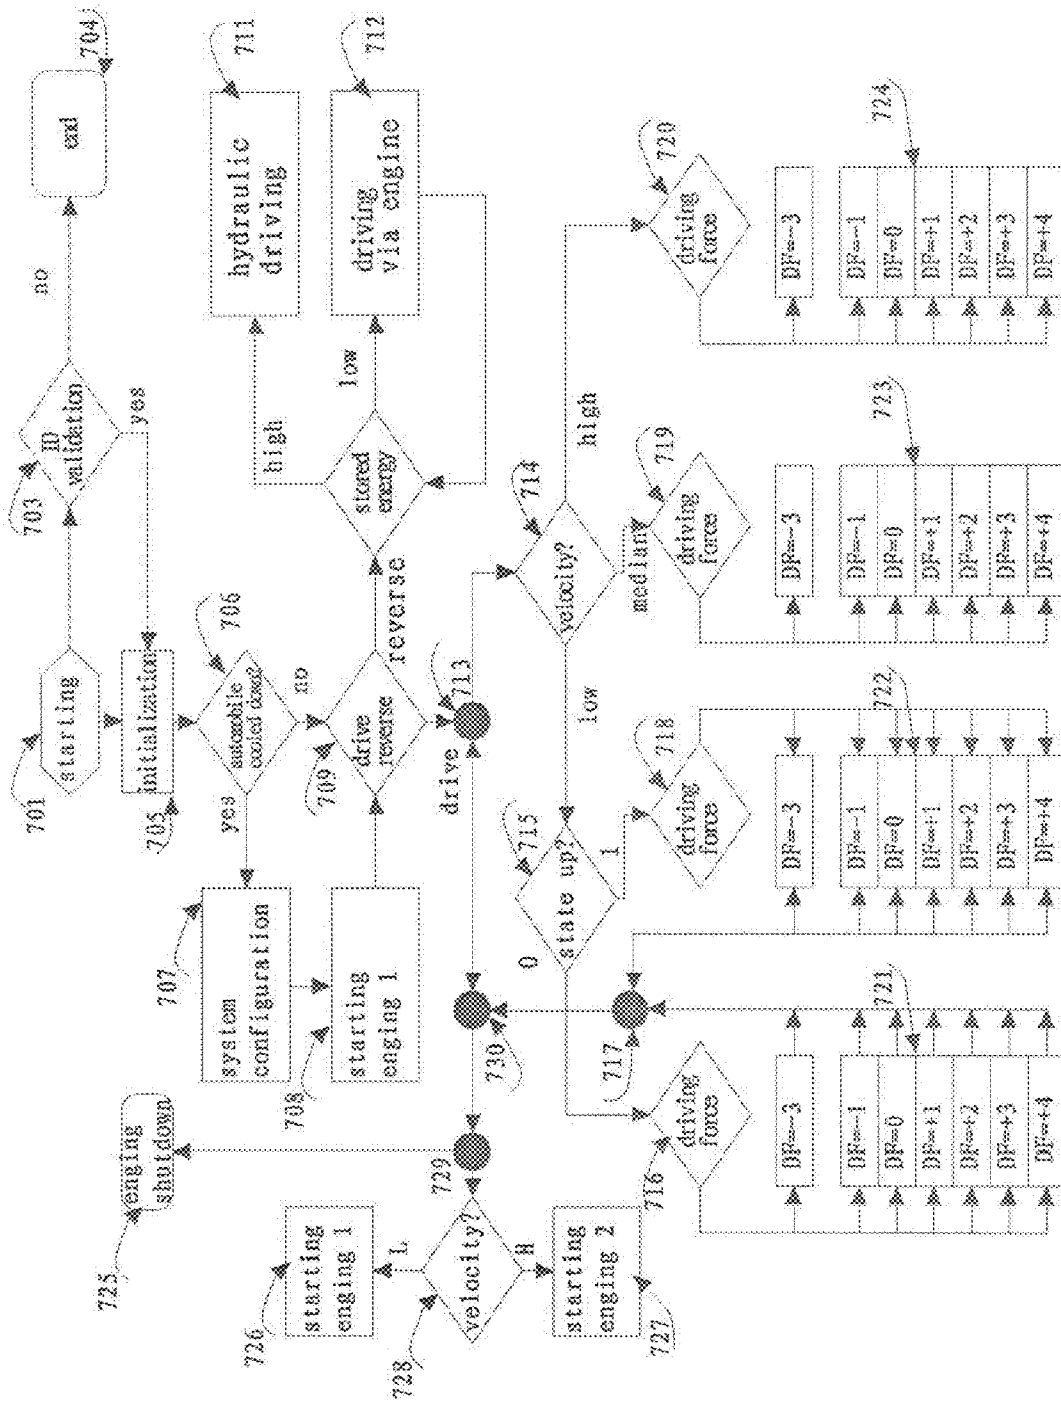 701
starting
703
ID
validation
no
yes
704
end
705
initialization
706
automobile
cooled down?
yes
no
707
system
configuration
708
starting
enging 1
709
drive
reverse
reverse
drive
stored
energy
high
low
711
hydraulic
driving
712
driving
via engine
713
714
velocity?
low
median
high
715
state up?
0
1
730
717
729
725
enging
shutdown
726
starting
enging 1
L
728
velocity?
H
727
starting
enging 2
716
driving
force
718
driving
force
719
driving
force
720
driving
force
721
DF=-3
DF=-1
DF=0
DF=+1
DF=+2
DF=+3
DF=+4
722
DF=-3
DF=-1
DF=0
DF=+1
DF=+2
DF=+3
DF=+4
723
DF=-3
DF=-1
DF=0
DF=+1
DF=+2
DF=+3
DF=+4
724
DF=-3
DF=-1
DF=0
DF=+1
DF=+2
DF=+3
DF=+4